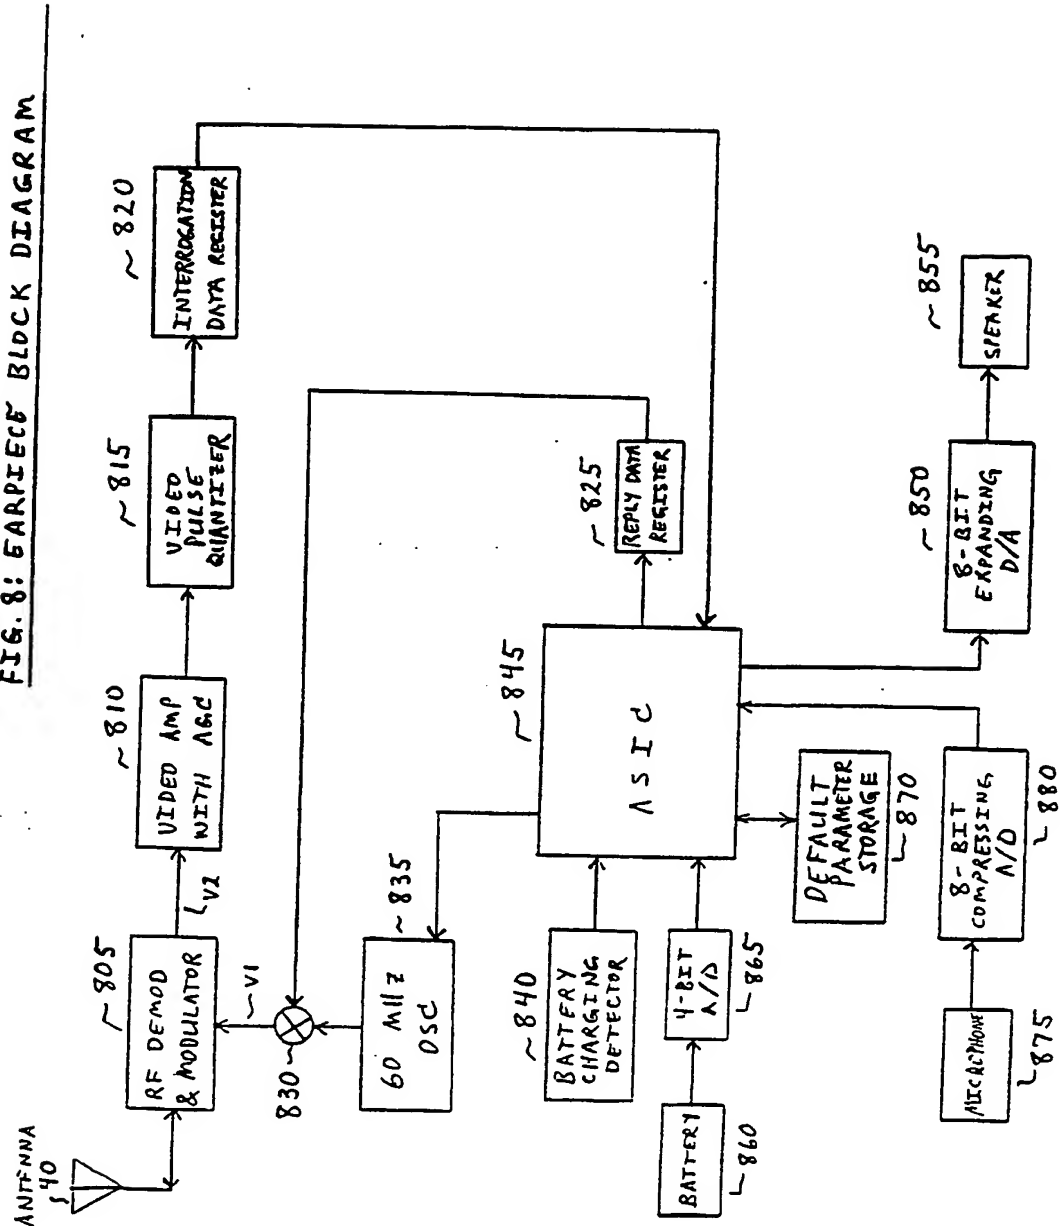 FIG. 8: EARPIECE BLOCK DIAGRAM
ANTENNA
40
805
RF DEMOD
& MODULATOR
V2
V1
810
VIDEO AMP
WITH AGC
815
VIDEO
PULSE
QUANTIZER
820
INTERROGATION
DATA REGISTER
830
835
60 MHz
OSC
825
REPLY DATA
REGISTER
840
BATTERY
CHARGING
DETECTOR
845
ASIC
BATTERY
860
4-BIT
A/D
865
DEFAULT
PARAMETER
STORAGE
870
850
8-BIT
EXPANDING
D/A
855
SPEAKER
MICROPHONE
875
8-BIT
COMPRESSING
A/D
880